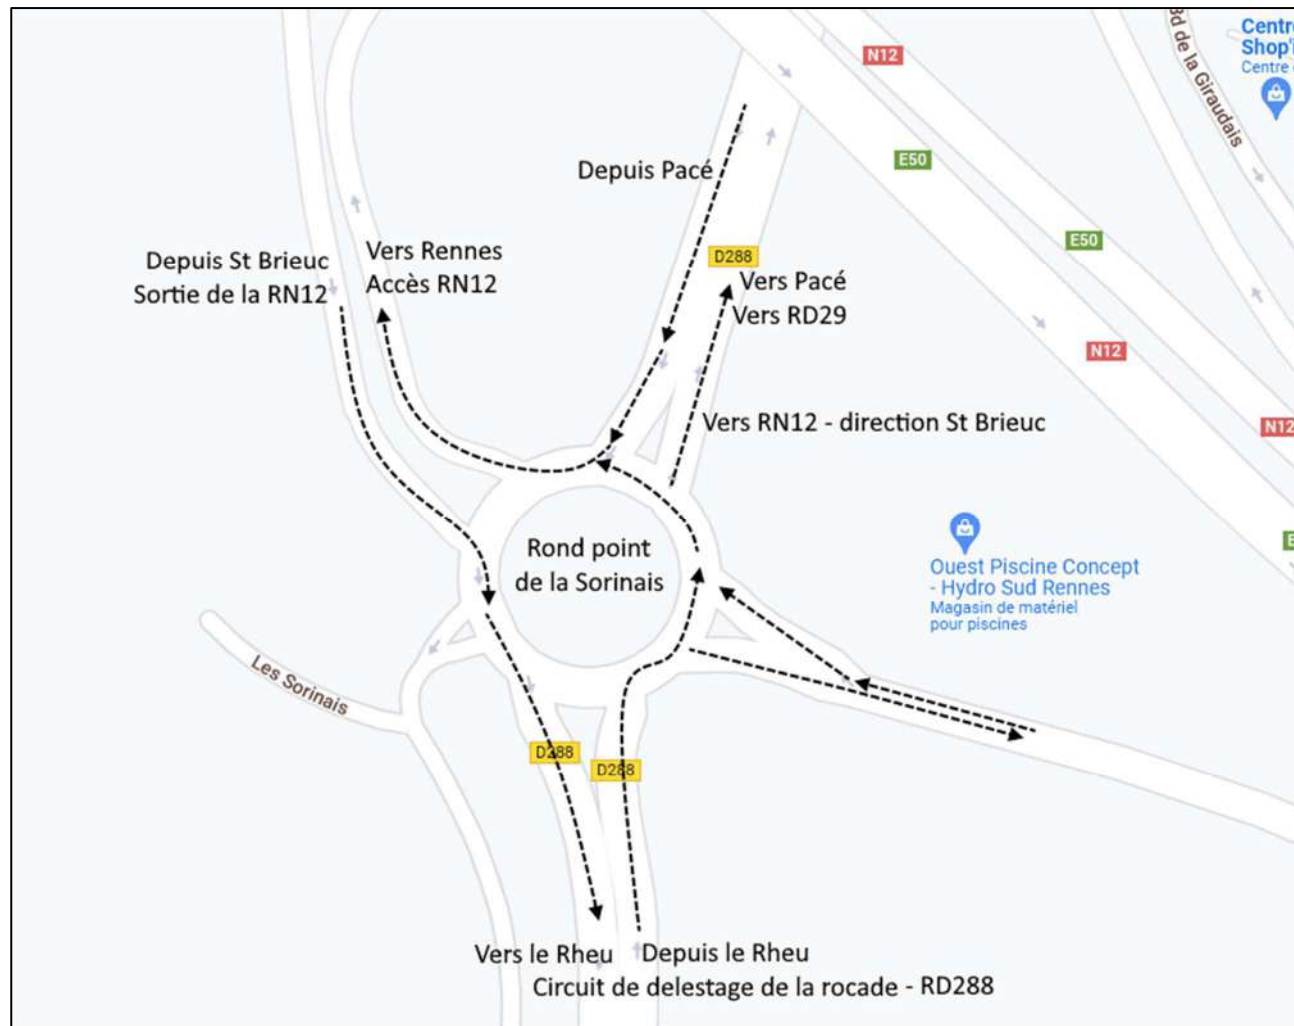 Centr
Shop'i
Centre
Bd de la Giraudais
N12
E50
Depuis Pacé
E50
D288
Depuis St Brieuc
Sortie de la RN12
Vers Rennes
Accès RN12
Vers Pacé
Vers RD29
N12
Vers RN12 - direction St Brieuc
N12
E
Rond point
de la Sorinais
Ouest Piscine Concept
- Hydro Sud Rennes
Magasin de matériel
pour piscines
Les Sorinais
D288
D288
Vers le Rheu
Depuis le Rheu
Circuit de delestage de la rocade - RD288